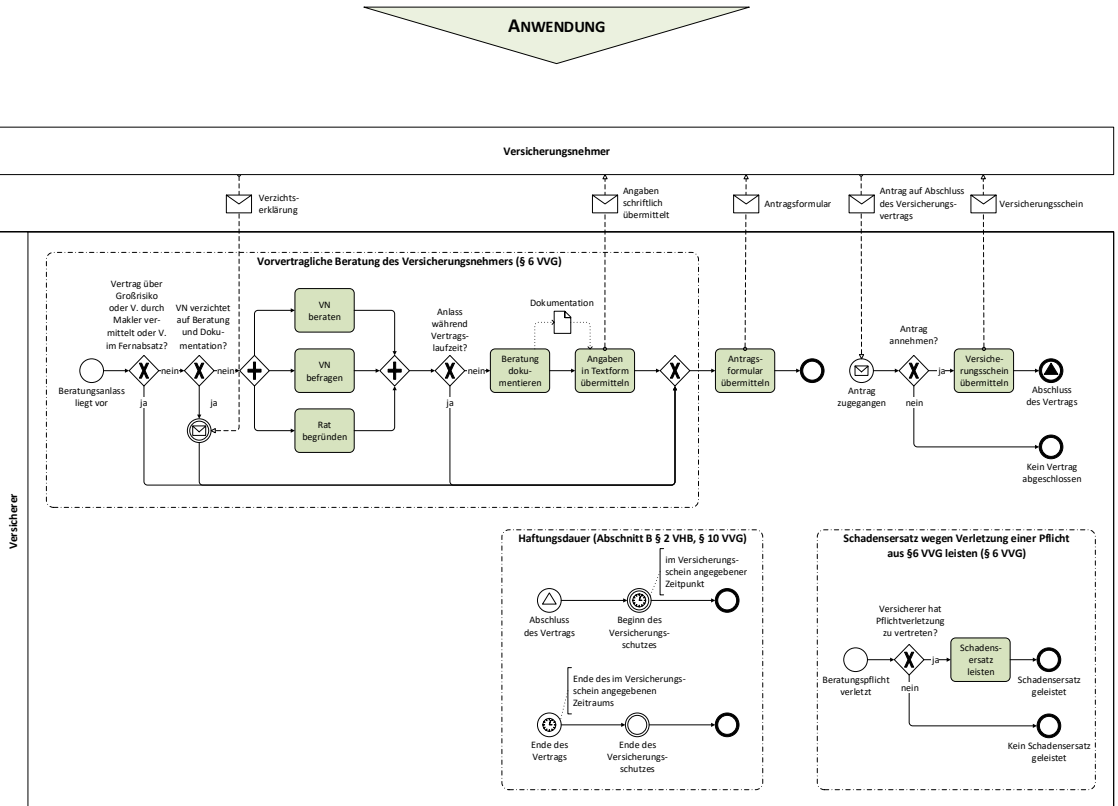 ANWENDUNG
Versicherungsnehmer
Verzichts-
erklärung
Angaben
schriftlich
übermittelt
Antragsformular
Antrag auf Abschluss
des Versicherungs-
vertrags
Versicherungsschein
Versicherer
Vorvertragliche Beratung des Versicherungsnehmers (§ 6 VVG)
Vertrag über
Großrisiko
oder V. durch
Makler ver-
mittelt oder V.
im Fernabsatz?
VN verzichtet
auf Beratung
und Doku-
mentation?
Beratungsanlass
liegt vor
nein
ja
nein
ja
VN
beraten
VN
befragen
Rat
begründen
Anlass
während
Vertrags-
laufzeit?
nein
ja
Dokumentation
Beratung
doku-
mentieren
Angaben
in Textform
übermitteln
Antrags-
formular
übermitteln
Antrag
zugegangen
Antrag
annehmen?
ja
nein
Versiche-
rungsschein
übermitteln
Abschluss
des Vertrags
Kein Vertrag
abgeschlossen
Haftungsdauer (Abschnitt B § 2 VHB, § 10 VVG)
im Versicherungs-
schein angegebener
Zeitpunkt
Abschluss
des Vertrags
Beginn des
Versicherungs-
schutzes
Ende des im Versicherungs-
schein angegebenen
Zeitraums
Ende des
Vertrags
Ende des
Versicherungs-
schutzes
Schadensersatz wegen Verletzung einer Pflicht
aus §6 VVG leisten (§ 6 VVG)
Versicherer hat
Pflichtverletzung
zu vertreten?
Beratungspflicht
verletzt
ja
nein
Schadens-
ersatz
leisten
Schadensersatz
geleistet
Kein Schadensersatz
geleistet